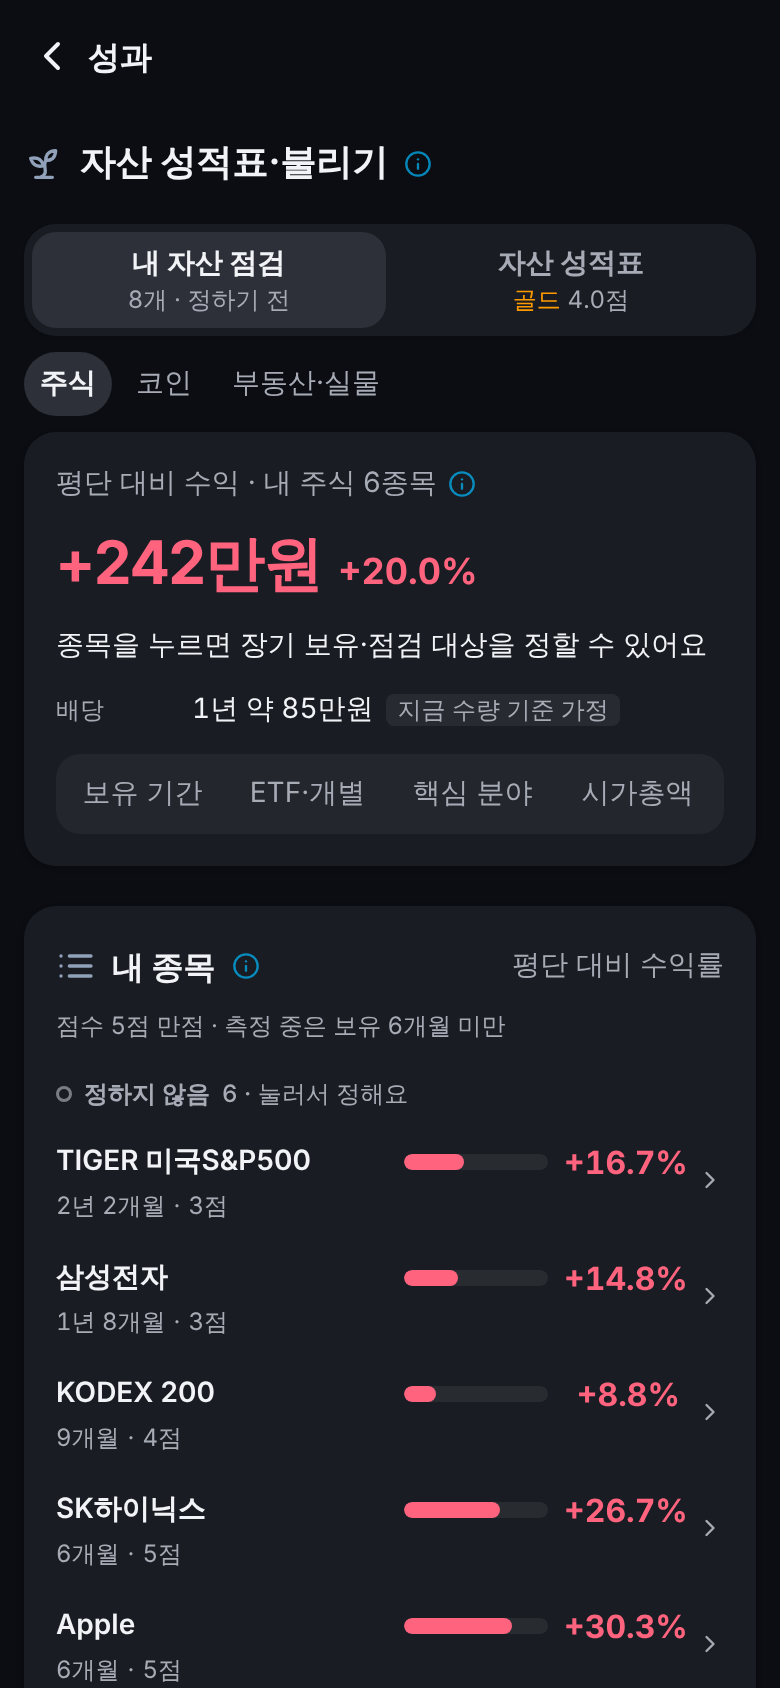 성과
자산 성적표·불리기
내 자산 점검
8개 · 정하기 전
자산 성적표
골드 4.0점
주식 코인 부동산·실물
평단 대비 수익 · 내 주식 6종목
+242만원 +20.0%
종목을 누르면 장기 보유·점검 대상을 정할 수 있어요
배당 1년 약 85만원 지금 수량 기준 가정
보유 기간 ETF·개별 핵심 분야 시가총액
내 종목 평단 대비 수익률
점수 5점 만점 · 측정 중은 보유 6개월 미만
정하지 않음 6 · 눌러서 정해요
TIGER 미국S&P500 +16.7%
2년 2개월 · 3점
삼성전자 +14.8%
1년 8개월 · 3점
KODEX 200 +8.8%
9개월 · 4점
SK하이닉스 +26.7%
6개월 · 5점
Apple +30.3%
6개월 · 5점